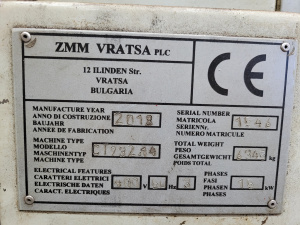 ZMM VRATSA PLC
12 ILINDEN Str.
VRATSA
BULGARIA
CE
MANUFACTURE YEAR
ANNO DI COSTRUZIONE
BAUJAHR
ANNEE DE FABRICATION
2018
SERIAL NUMBER
MATRICOLA
SERIENNr.
NUMERO MATRICULE
MACHINE TYPE
MODELLO
MASCHINENTYP
MACHINE TYPE
TOTAL WEIGHT
PESO
GESAMTGEWICHT
POIDS TOTAL
kg
ELECTRICAL FEATURES
CARATTERI ELETTRICI
ELEKTRISCHE DATEN
CARACT. ELECTRIQUES
V
Hz
PHASES
FASI
PHASEN
PHASES
kW